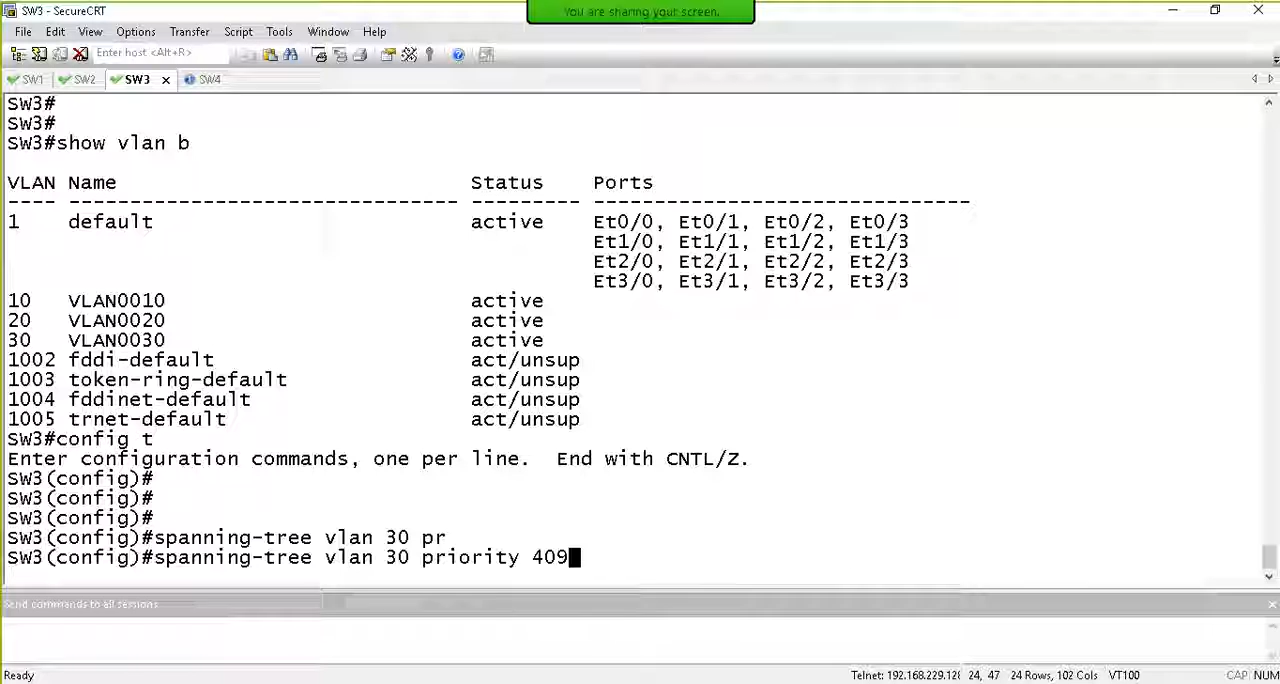 SW3 - SecureCRT
You are sharing your screen.
File Edit View Options Transfer Script Tools Window Help
Enter host <Alt+R>
SW1 SW2 SW3 SW4
SW3#
SW3#
SW3#show vlan b
VLAN Name Status Ports
---- -------------------------------- --------- -------------------------------
1 default active Et0/0, Et0/1, Et0/2, Et0/3
Et1/0, Et1/1, Et1/2, Et1/3
Et2/0, Et2/1, Et2/2, Et2/3
Et3/0, Et3/1, Et3/2, Et3/3
10 VLAN0010 active
20 VLAN0020 active
30 VLAN0030 active
1002 fddi-default act/unsup
1003 token-ring-default act/unsup
1004 fddinet-default act/unsup
1005 trnet-default act/unsup
SW3#config t
Enter configuration commands, one per line. End with CNTL/Z.
SW3(config)#
SW3(config)#
SW3(config)#
SW3(config)#spanning-tree vlan 30 pr
SW3(config)#spanning-tree vlan 30 priority 409
Send commands to all sessions
Ready Telnet: 192.168.229.12 24, 47 24 Rows, 102 Cols VT100 CAP NUM